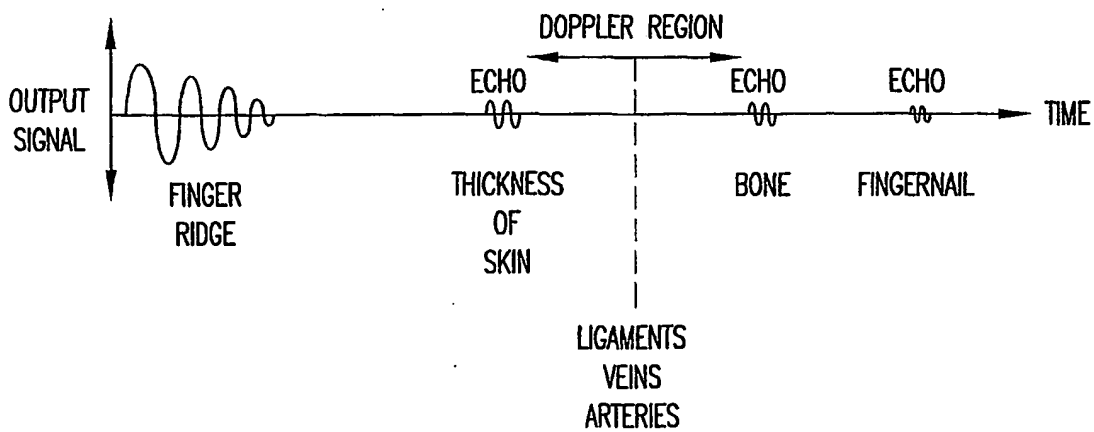 DOPPLER REGION
ECHO
ECHO
ECHO
OUTPUT
SIGNAL
TIME
FINGER
RIDGE
THICKNESS
OF
SKIN
BONE
FINGERNAIL
LIGAMENTS
VEINS
ARTERIES